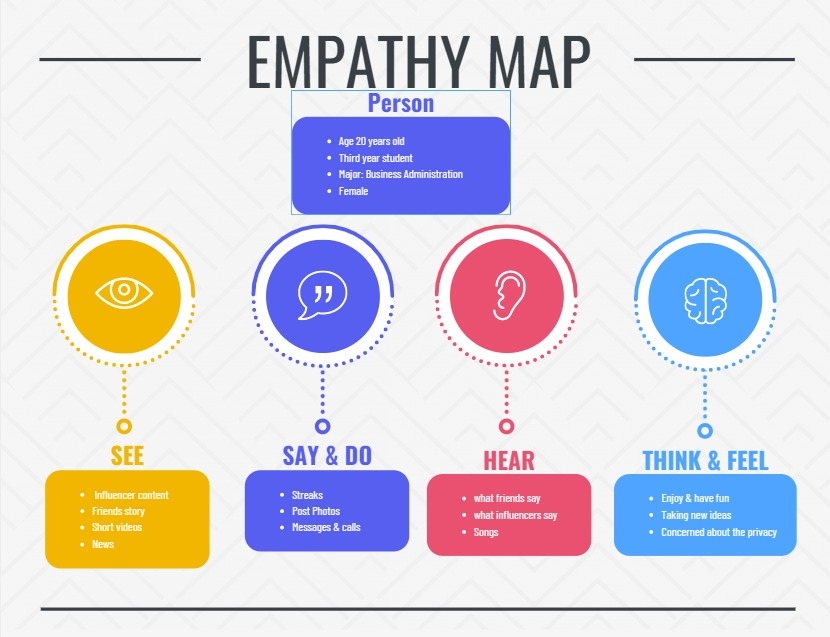 EMPATHY MAP
Person
• Age 20 years old
• Third year student
• Major: Business Administration
• Female
SEE
• Influencer content
• Friends story
• Short videos
• News
SAY & DO
• Streaks
• Post Photos
• Messages & calls
HEAR
• what friends say
• what influencers say
• Songs
THINK & FEEL
• Enjoy & have fun
• Taking new ideas
• Concerned about the privacy